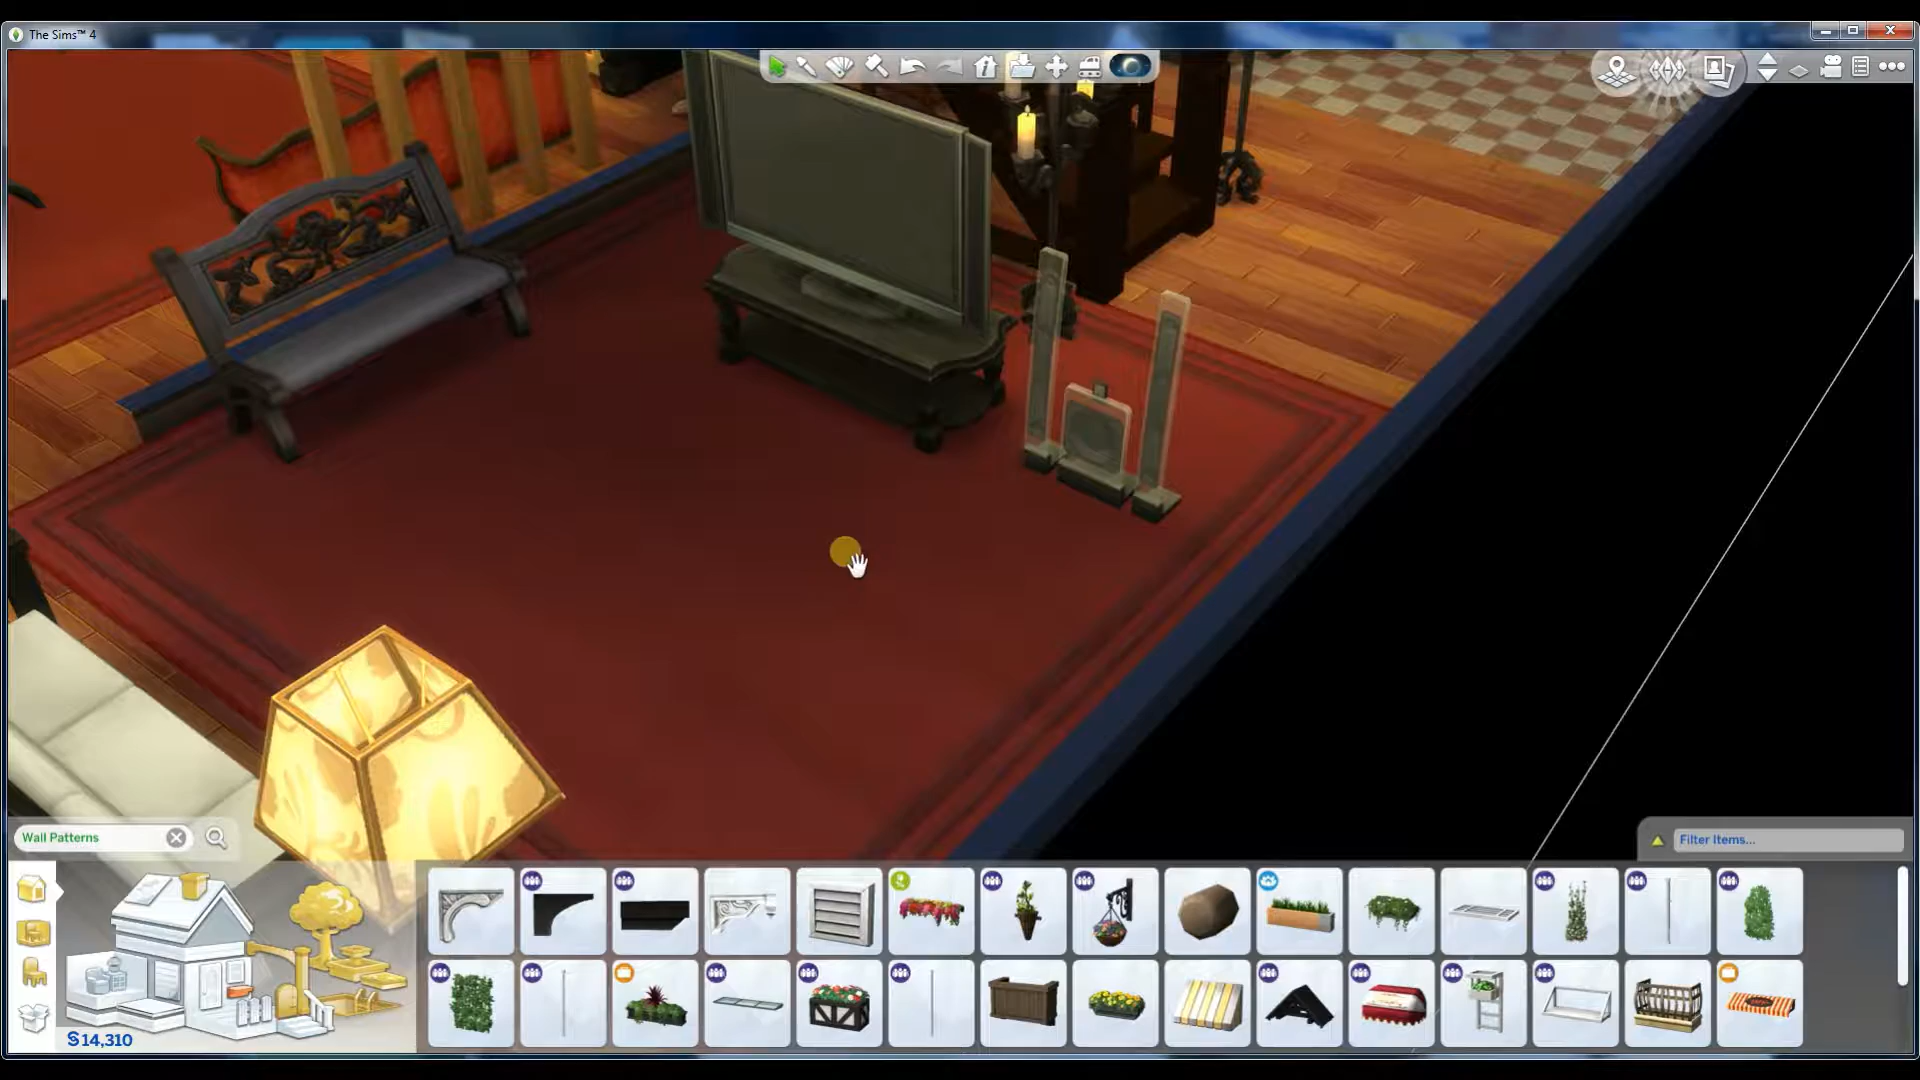 The Sims™ 4
Wall Patterns
Filter Items...
§14,310